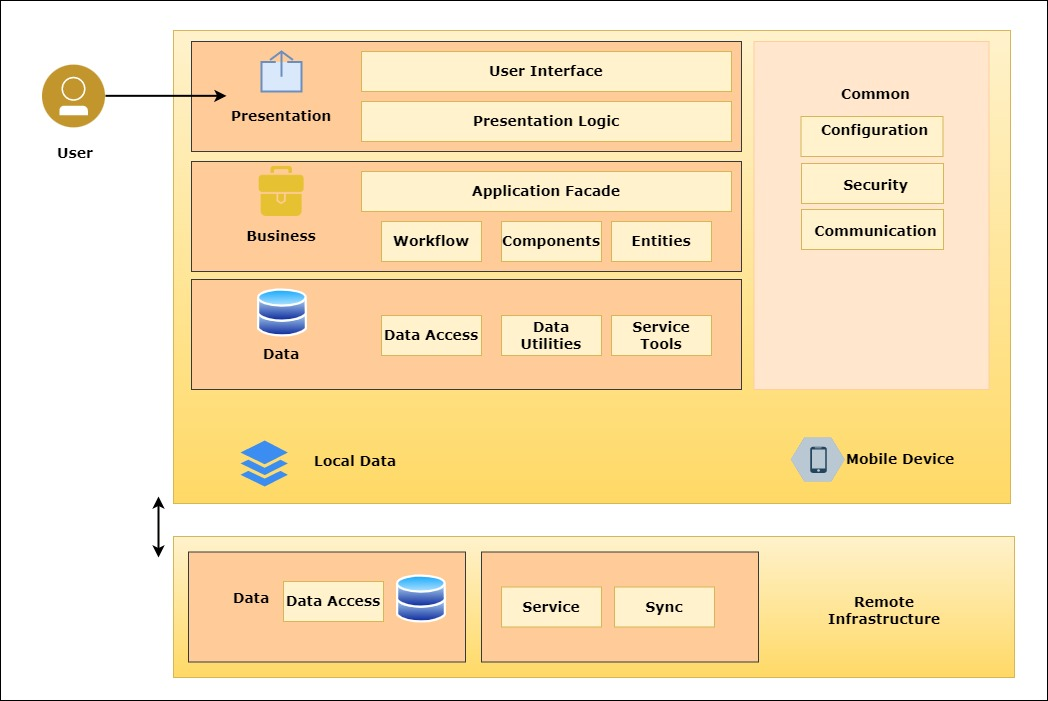 User
Presentation
User Interface
Presentation Logic
Business
Application Facade
Workflow
Components
Entities
Data
Data Access
Data
Utilities
Service
Tools
Common
Configuration
Security
Communication
Local Data
Mobile Device
Data
Data Access
Service
Sync
Remote
Infrastructure